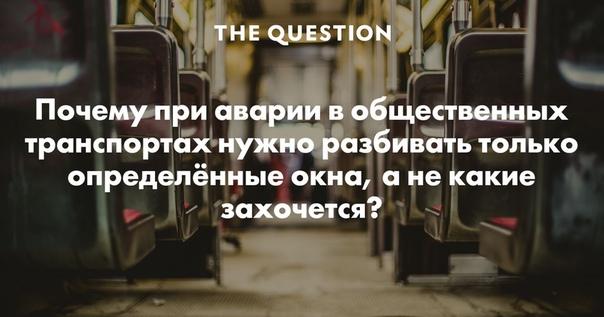 THE QUESTION
Почему при аварии в общественных
транспортах нужно разбивать только
определённые окна, а не какие
захочется?